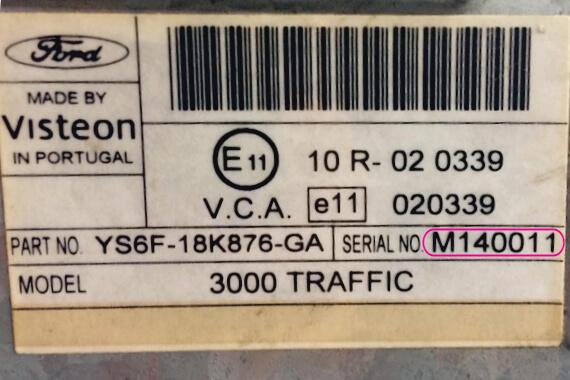 Ford
MADE BY
Visteon
IN PORTUGAL
E 11 10 R- 02 0339
V.C.A. e11 020339
PART NO. YS6F-18K876-GA SERIAL NO M140011
MODEL 3000 TRAFFIC